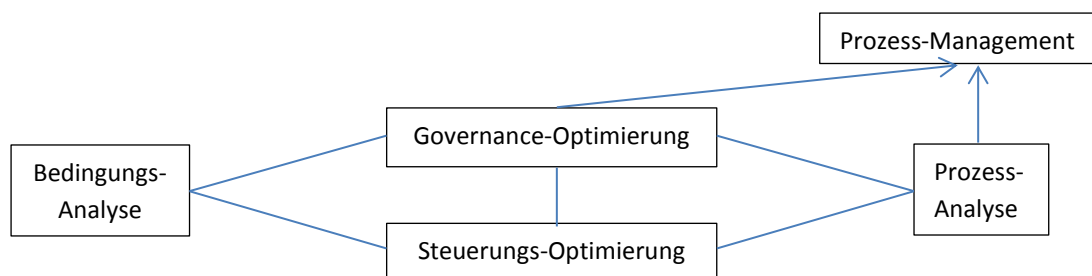 Prozess-Management
Governance-Optimierung
Bedingungs-
Analyse
Prozess-
Analyse
Steuerungs-Optimierung